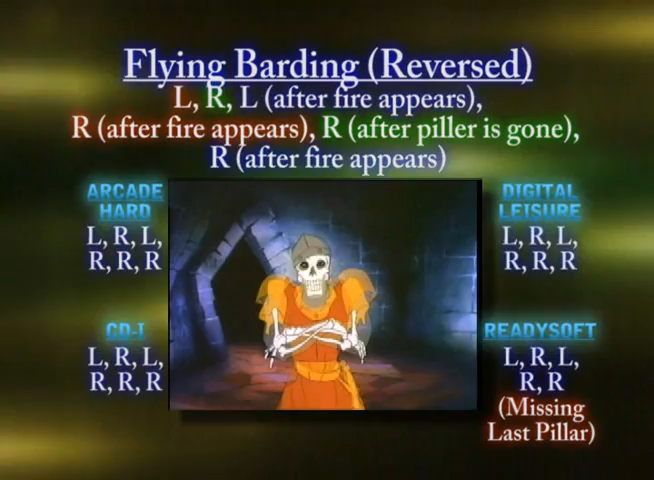 Flying Barding (Reversed)
L, R, L (after fire appears),
R (after fire appears), R (after piller is gone),
R (after fire appears)
ARCADE
HARD
L, R, L,
R, R, R
DIGITAL
LEISURE
L, R, L,
R, R, R
CD-I
L, R, L,
R, R, R
READYSOFT
L, R, L,
R, R
(Missing
Last Pillar)